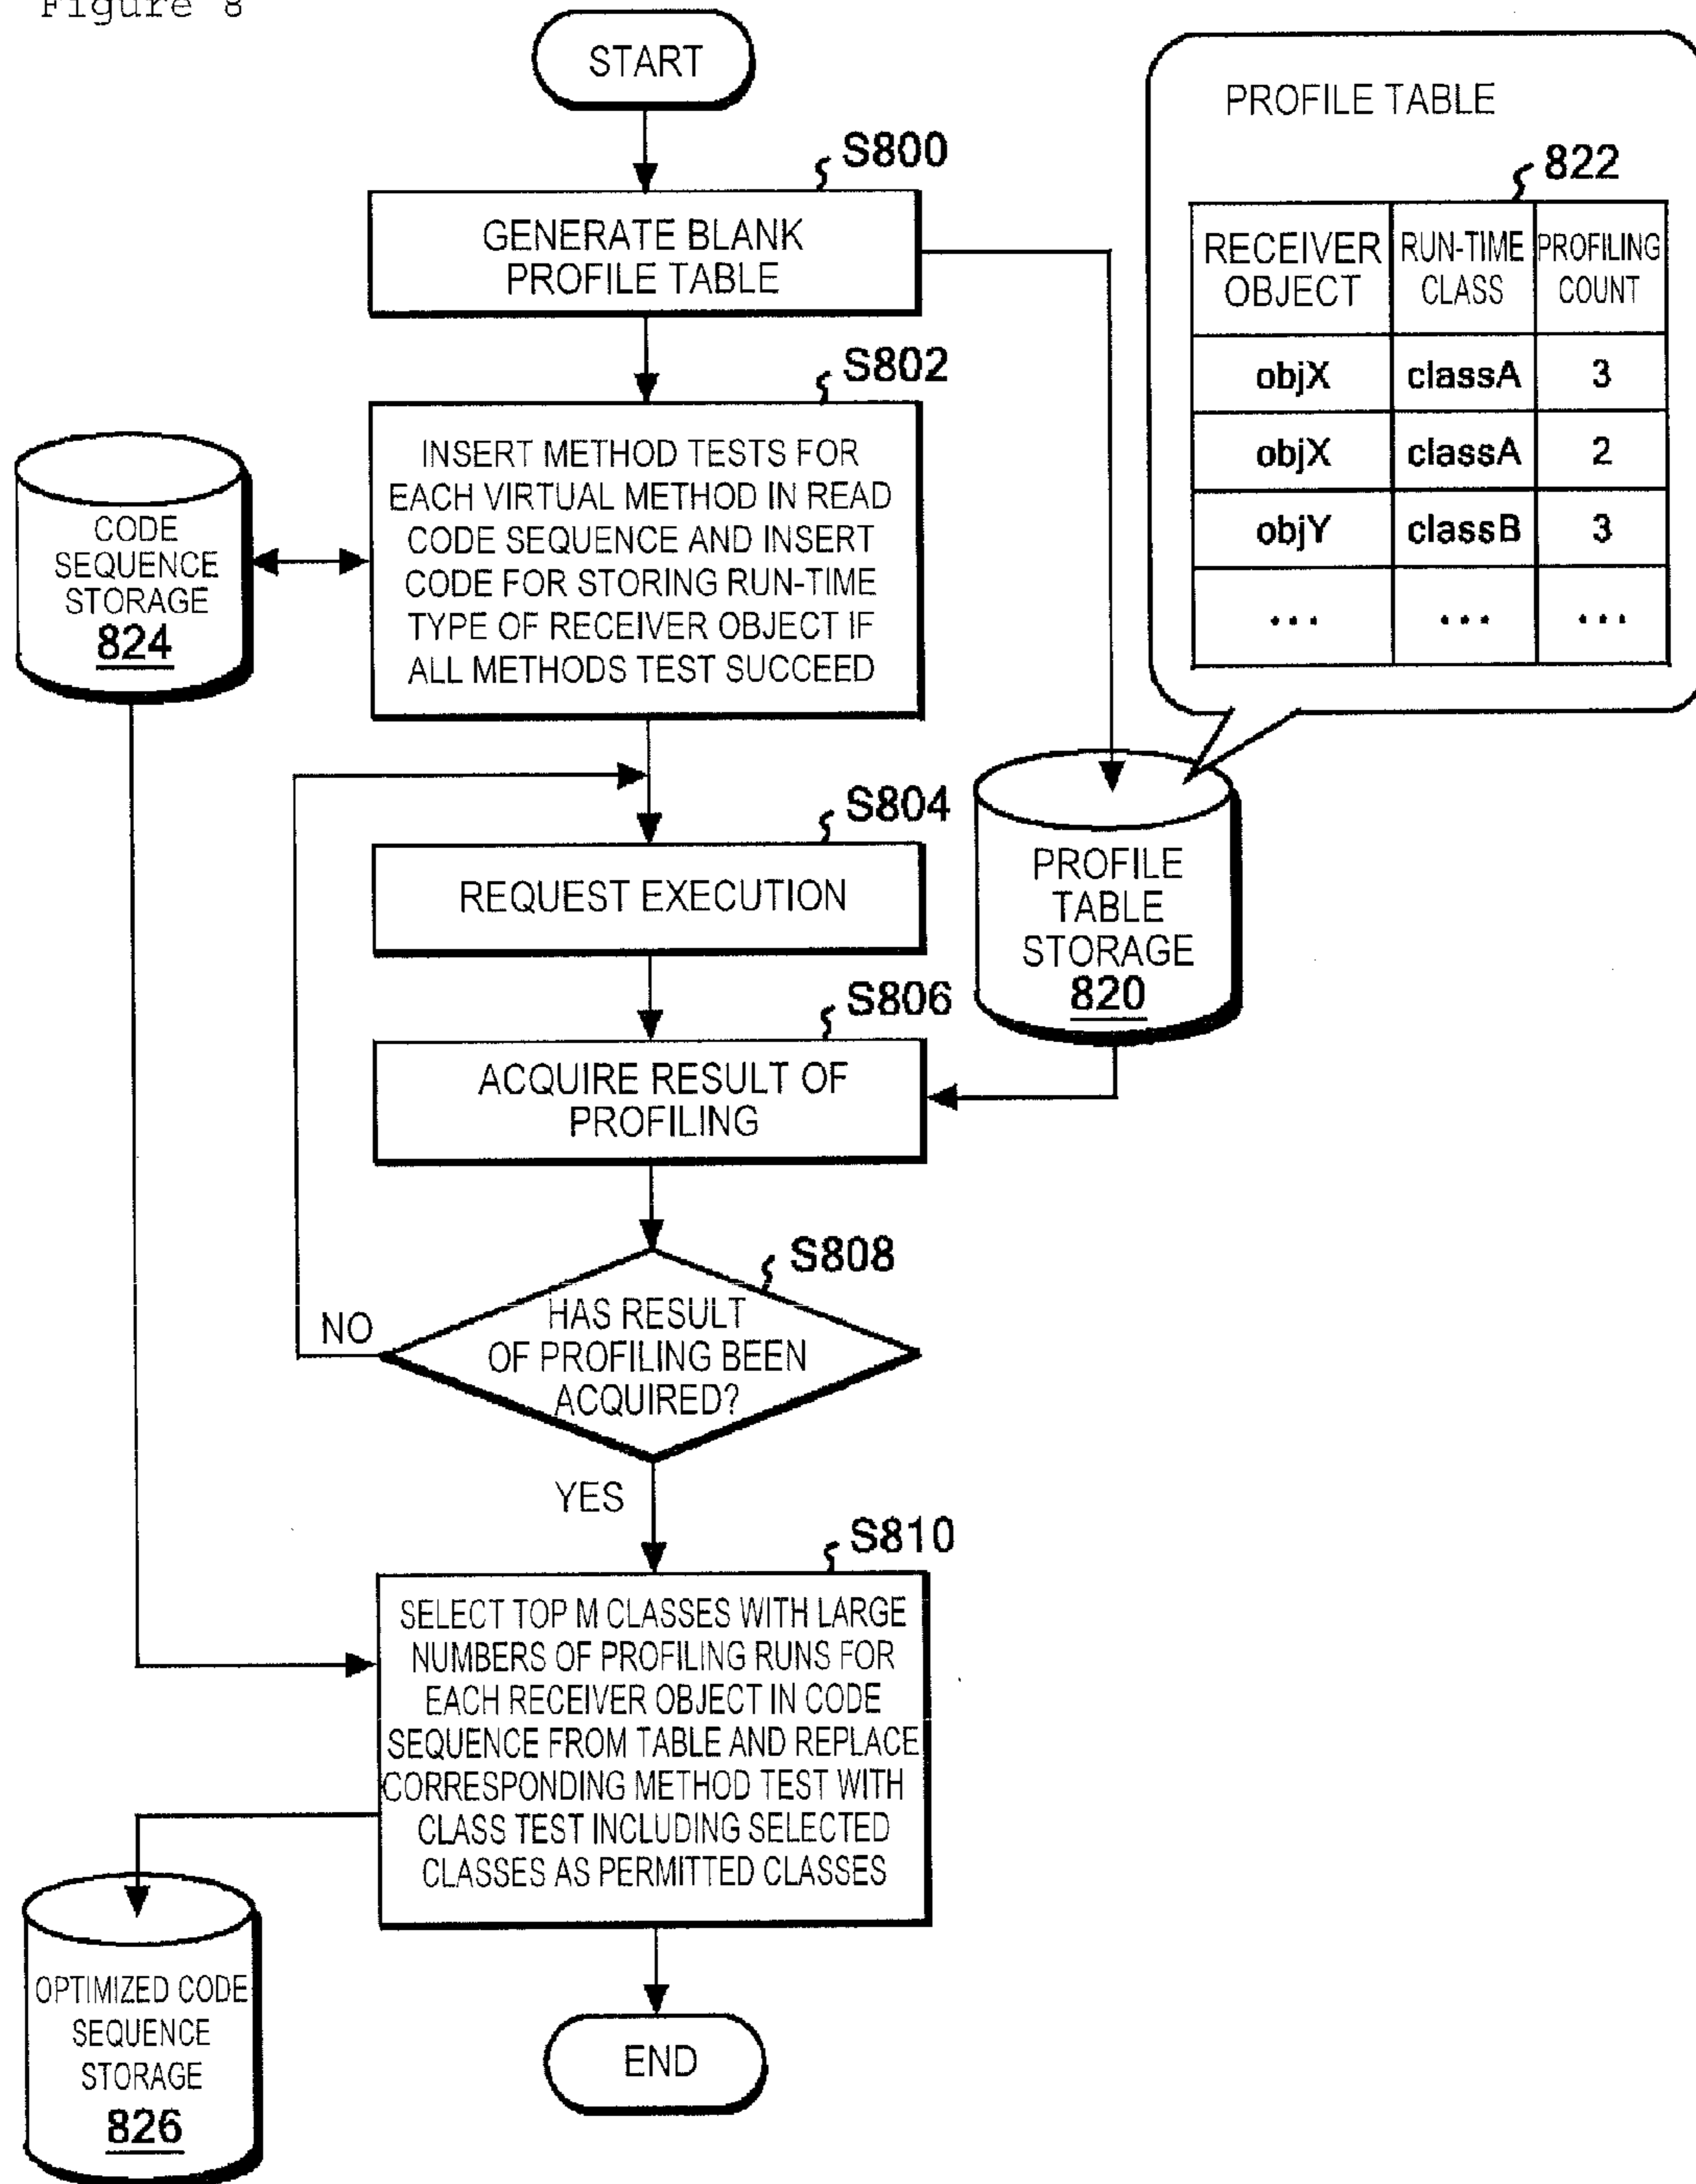 Figure 8
START
S800
GENERATE BLANK
PROFILE TABLE
PROFILE TABLE
822
RECEIVER
OBJECT
RUN-TIME
CLASS
PROFILING
COUNT
objX
classA
3
objX
classA
2
objY
classB
3
...
...
...
S802
INSERT METHOD TESTS FOR
EACH VIRTUAL METHOD IN READ
CODE SEQUENCE AND INSERT
CODE FOR STORING RUN-TIME
TYPE OF RECEIVER OBJECT IF
ALL METHODS TEST SUCCEED
CODE
SEQUENCE
STORAGE
824
S804
REQUEST EXECUTION
PROFILE
TABLE
STORAGE
820
S806
ACQUIRE RESULT OF
PROFILING
S808
HAS RESULT
OF PROFILING BEEN
ACQUIRED?
NO
YES
S810
SELECT TOP M CLASSES WITH LARGE
NUMBERS OF PROFILING RUNS FOR
EACH RECEIVER OBJECT IN CODE
SEQUENCE FROM TABLE AND REPLACE
CORRESPONDING METHOD TEST WITH
CLASS TEST INCLUDING SELECTED
CLASSES AS PERMITTED CLASSES
OPTIMIZED CODE
SEQUENCE
STORAGE
826
END